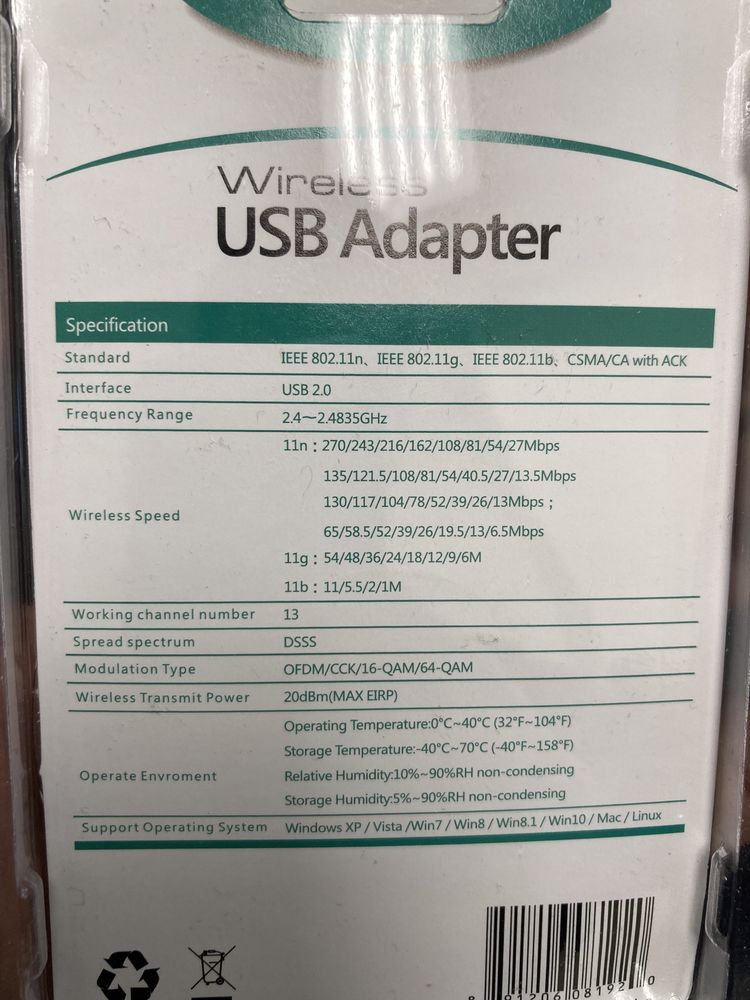 Wireless
USB Adapter
Specification
Standard IEEE 802.11n、IEEE 802.11g、IEEE 802.11b、CSMA/CA with ACK
Interface USB 2.0
Frequency Range 2.4～2.4835GHz
Wireless Speed
11n：270/243/216/162/108/81/54/27Mbps
135/121.5/108/81/54/40.5/27/13.5Mbps
130/117/104/78/52/39/26/13Mbps；
65/58.5/52/39/26/19.5/13/6.5Mbps
11g：54/48/36/24/18/12/9/6M
11b：11/5.5/2/1M
Working channel number 13
Spread spectrum DSSS
Modulation Type OFDM/CCK/16-QAM/64-QAM
Wireless Transmit Power 20dBm(MAX EIRP)
Operate Enviroment
Operating Temperature:0°C~40°C (32°F~104°F)
Storage Temperature:-40°C~70°C (-40°F~158°F)
Relative Humidity:10%~90%RH non-condensing
Storage Humidity:5%~90%RH non-condensing
Support Operating System Windows XP / Vista /Win7 / Win8 / Win8.1 / Win10 / Mac / Linux